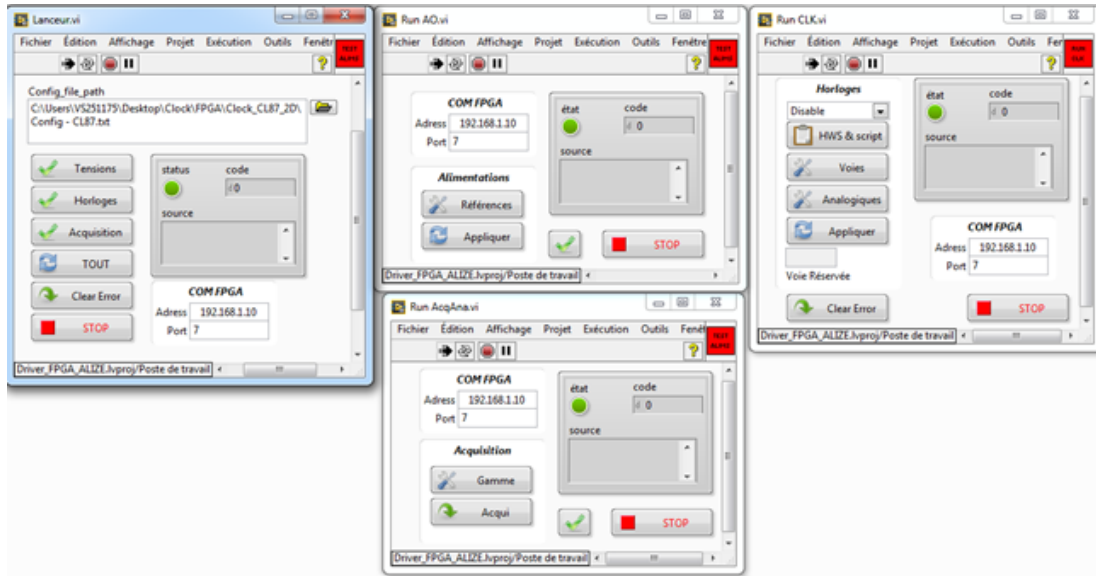 Lanceur.vi
Fichier Édition Affichage Projet Exécution Outils Fenêtr
Config_file_path
C:\Users\VS251175\Desktop\Clock\FPGA\Clock_CL87_2D\
Config - CL87.txt
Tensions
Horloges
Acquisition
TOUT
Clear Error
STOP
status code
d 0
source
COM FPGA
Adress 192.168.1.10
Port 7
Driver_FPGA_ALIZE.lvproj/Poste de travail
Run AO.vi
Fichier Édition Affichage Projet Exécution Outils Fenêtre
COM FPGA
Adress 192.168.1.10
Port 7
Alimentations
Références
Appliquer
état code
d 0
source
STOP
Driver_FPGA_ALIZE.lvproj/Poste de travail
Run CLK.vi
Fichier Édition Affichage Projet Exécution Outils Fer
RUN
CLK
Horloges
Disable
HWS & script
Voies
Analogiques
Appliquer
Voie Réservée
Clear Error
état code
d 0
source
COM FPGA
Adress 192.168.1.10
Port 7
STOP
Driver_FPGA_ALIZE.lvproj/Poste de travail
Run AcqAna.vi
Fichier Édition Affichage Projet Exécution Outils Fenêt
COM FPGA
Adress 192.168.1.10
Port 7
Acquisition
Gamme
Acqui
état code
d 0
source
STOP
Driver_FPGA_ALIZE.lvproj/Poste de travail